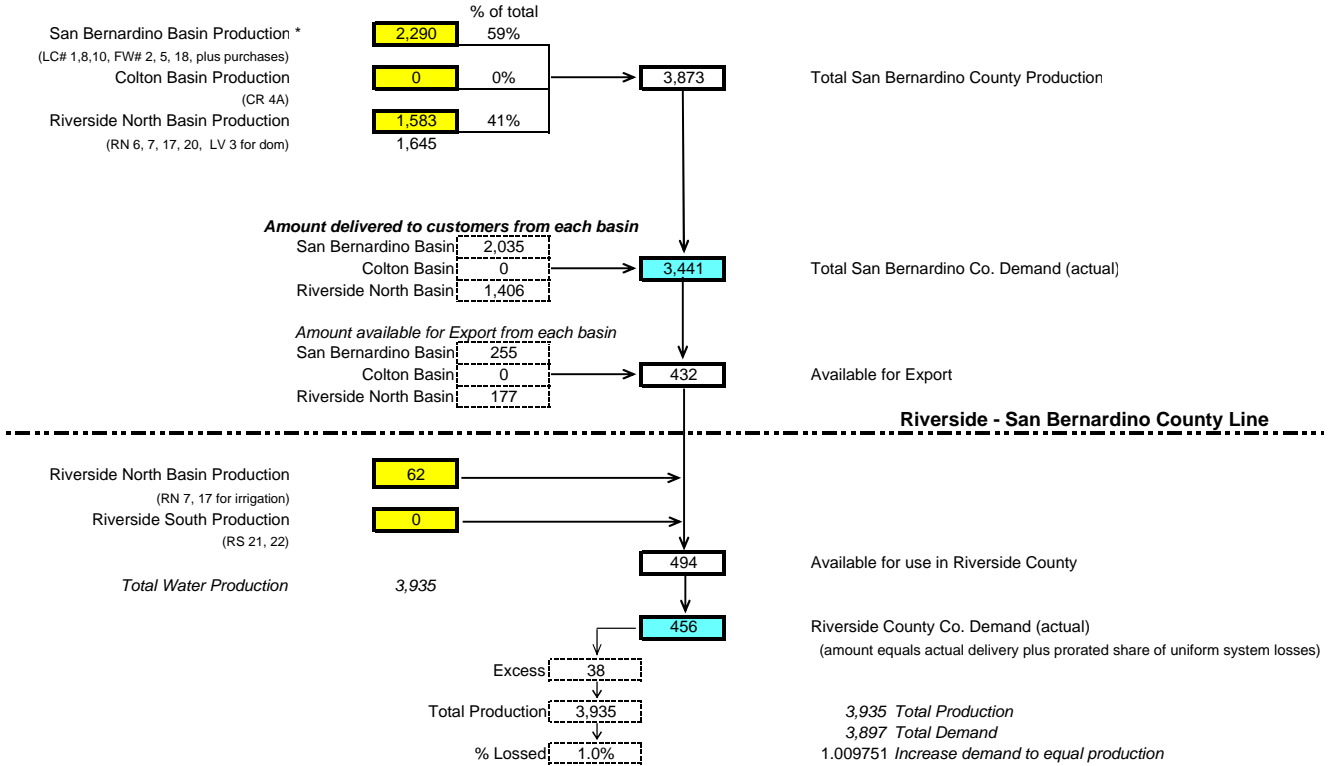 % of total
San Bernardino Basin Production * 2,290 59%
(LC# 1,8,10, FW# 2, 5, 18, plus purchases)
Colton Basin Production 0 0% 3,873 Total San Bernardino County Production
(CR 4A)
Riverside North Basin Production 1,583 41%
(RN 6, 7, 17, 20, LV 3 for dom) 1,645
Amount delivered to customers from each basin
San Bernardino Basin 2,035
Colton Basin 0 3,441 Total San Bernardino Co. Demand (actual)
Riverside North Basin 1,406
Amount available for Export from each basin
San Bernardino Basin 255
Colton Basin 0 432 Available for Export
Riverside North Basin 177
Riverside - San Bernardino County Line
Riverside North Basin Production 62
(RN 7, 17 for irrigation)
Riverside South Production 0
(RS 21, 22)
494 Available for use in Riverside County
Total Water Production 3,935
456 Riverside County Co. Demand (actual)
(amount equals actual delivery plus prorated share of uniform system losses)
Excess 38
Total Production 3,935 3,935 Total Production
3,897 Total Demand
% Lossed 1.0% 1.009751 Increase demand to equal production